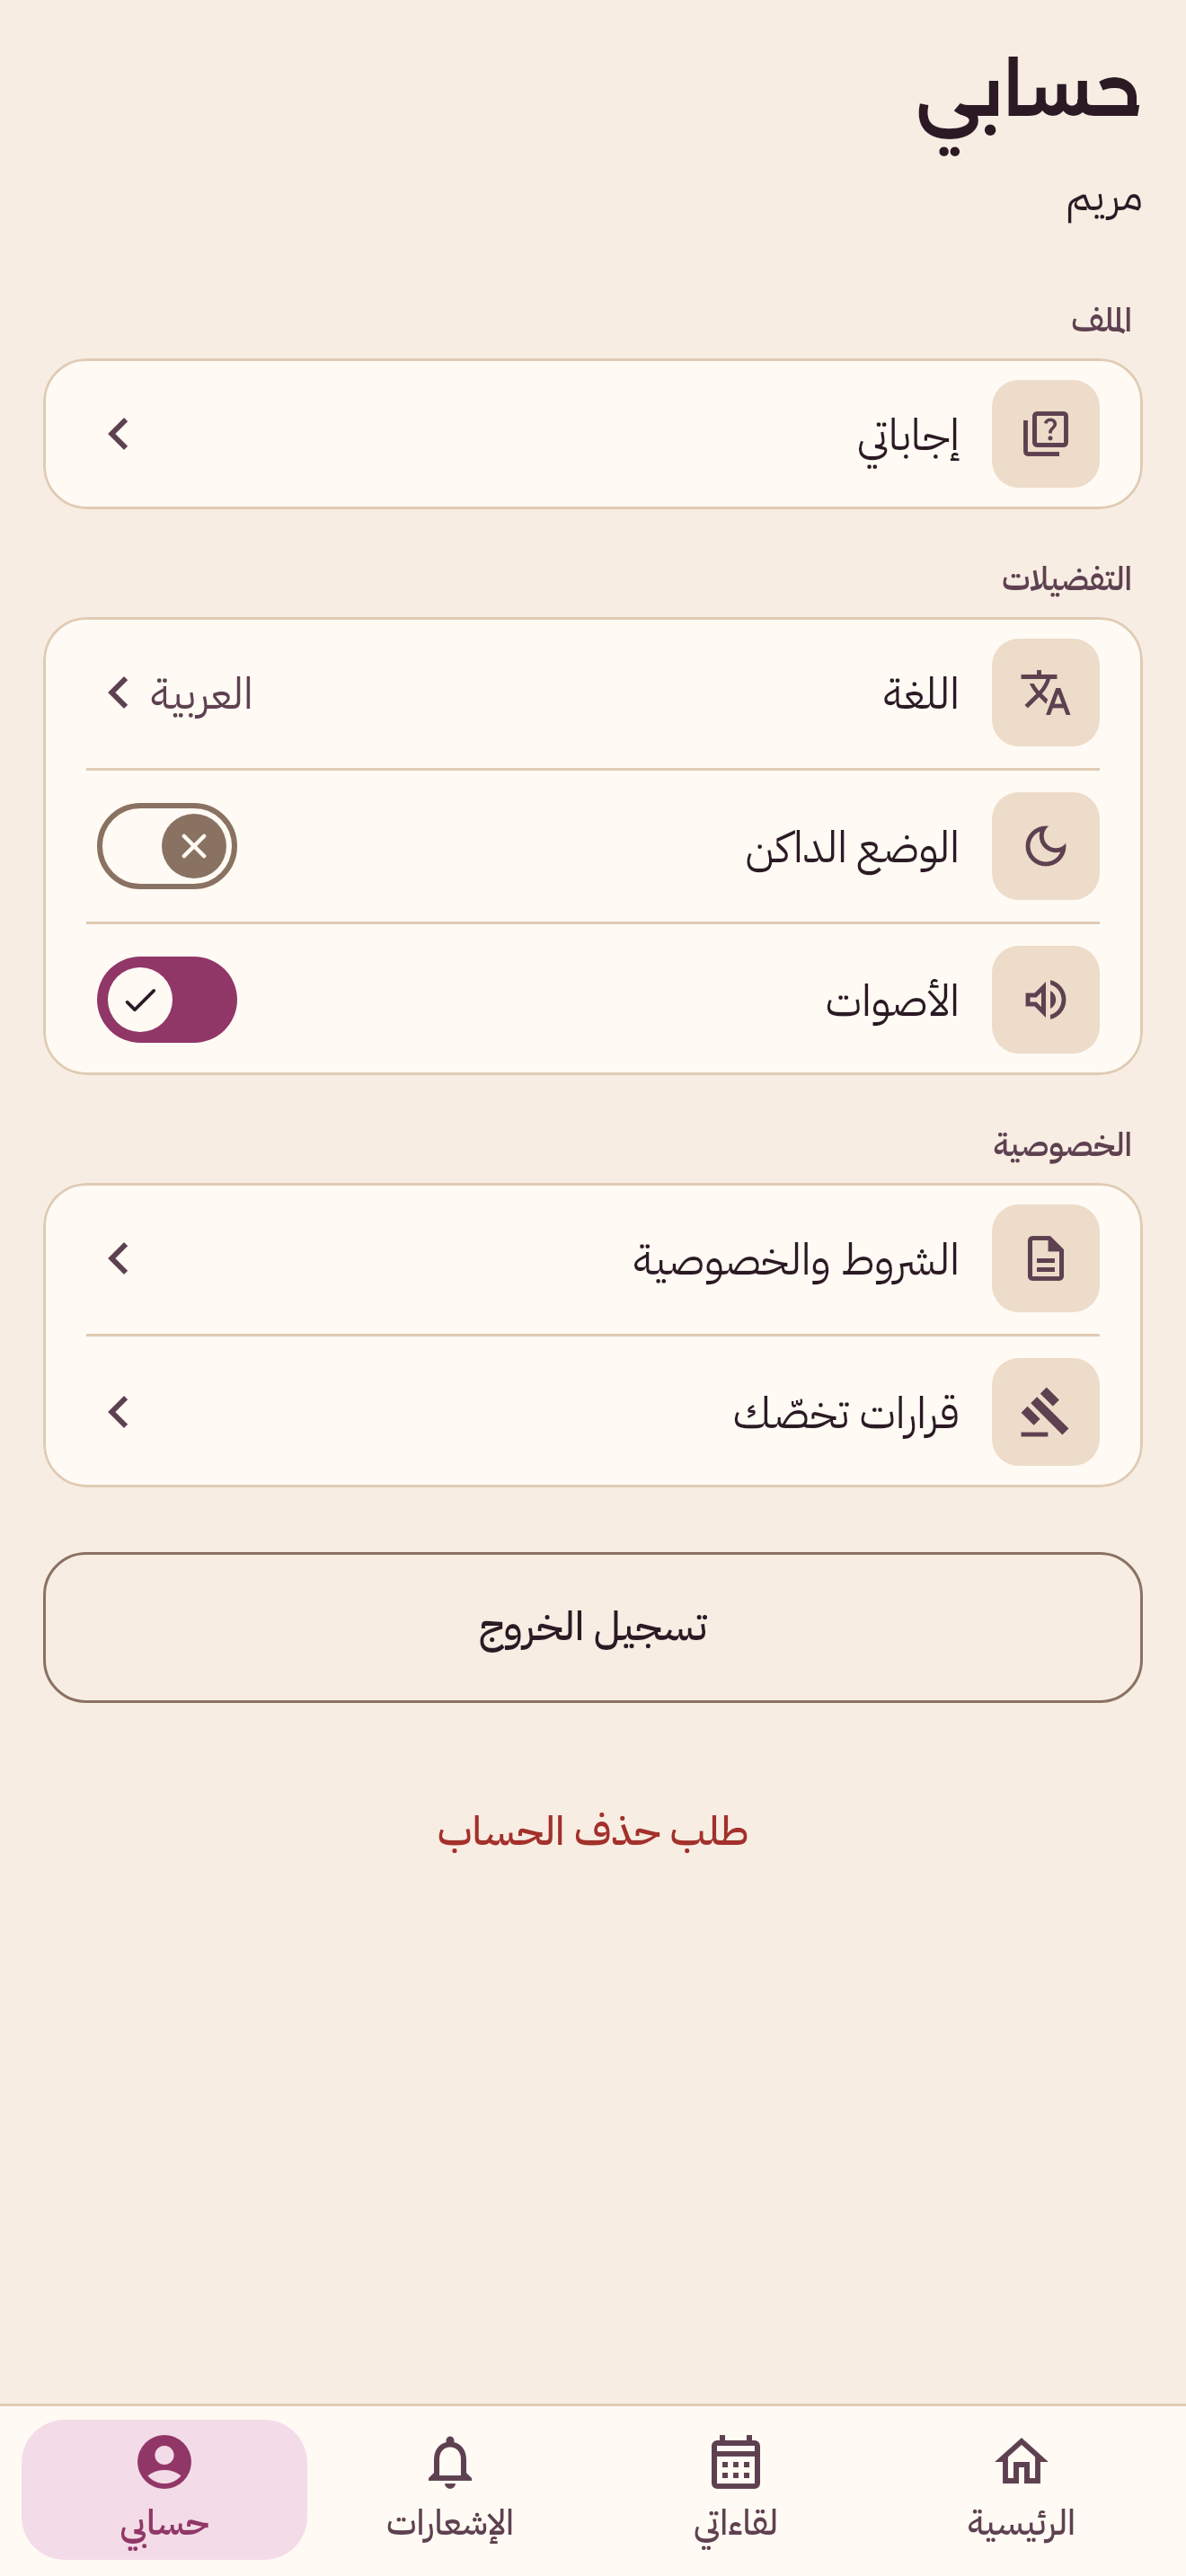 حسابي
مريم
الملف
إجاباتي
التفضيلات
اللغة
العربية
الوضع الداكن
الأصوات
الخصوصية
الشروط والخصوصية
قرارات تخصّك
تسجيل الخروج
طلب حذف الحساب
الرئيسية
لقاءاتي
الإشعارات
حسابي